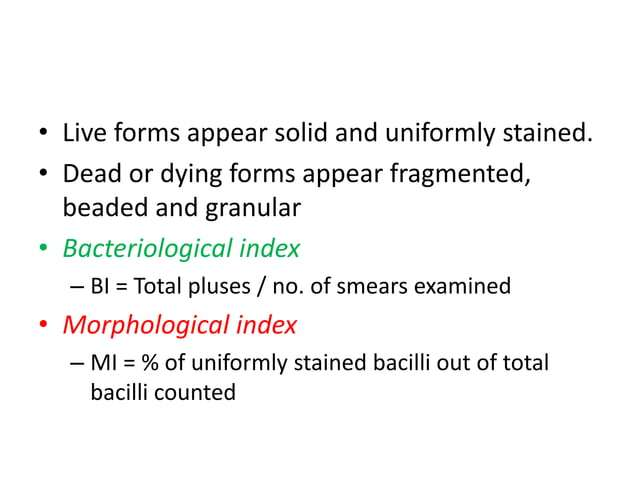 • Live forms appear solid and uniformly stained.
• Dead or dying forms appear fragmented,
beaded and granular
• Bacteriological index
– BI = Total pluses / no. of smears examined
• Morphological index
– MI = % of uniformly stained bacilli out of total
bacilli counted